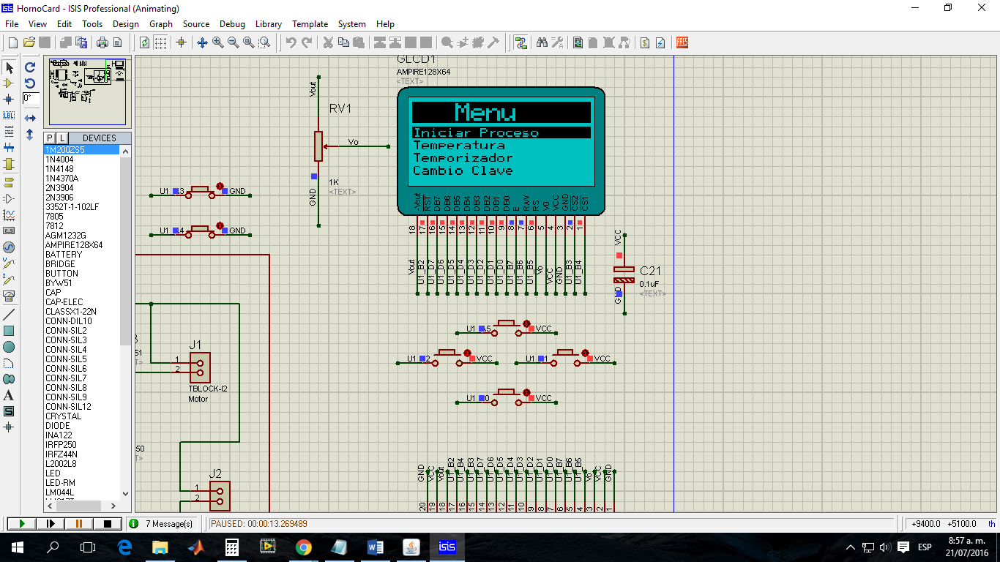 HornoCard - ISIS Professional (Animating)
File View Edit Tools Design Graph Source Debug Library Template System Help
LBL
0°
A
S
P L DEVICES
1M200ZS5
1N4004
1N4148
1N4370A
2N3904
2N3906
3352T-1-102LF
7805
7812
AGM1232G
AMPIRE128X64
BATTERY
BRIDGE
BUTTON
BYW51
CAP
CAP-ELEC
CLASSX1-22N
CONN-DIL10
CONN-SIL2
CONN-SIL3
CONN-SIL4
CONN-SIL5
CONN-SIL6
CONN-SIL7
CONN-SIL8
CONN-SIL9
CONN-SIL12
CRYSTAL
DIODE
INA122
IRFP250
IRFZ44N
L2002L8
LED
LED-RM
LM044L
GLCD1
AMPIRE128X64
<TEXT>
Menu
Iniciar Proceso
Temperatura
Temporizador
Cambio Clave
-Vout RST DB7 DB6 DB5 DB4 DB3 DB2 DB1 DB0 E R/W RS V0 VCC GND CS2 CS1
18 17 16 15 14 13 12 11 10 9 8 7 6 5 4 3 2 1
Vout U1_B2 U1_D7 U1_D6 U1_D5 U1_D4 U1_D3 U1_D2 U1_D1 U1_D0 U1_B7 U1_B6 U1_B5 Vo VCC GND U1_B3 U1_B4
Vout
RV1
Vo
1K
<TEXT>
GND
U1 3 GND
U1 4 GND
VCC
C21
0.1uF
<TEXT>
GND
U1 5 VCC
U1 2 VCC
U1 1 VCC
U1 0 VCC
J1
1
2
TBLOCK-I2
Motor
J2
1
2
3
51
T>
50
T>
GND VCC Vout U1_B2 U1_B4 U1_B3 U1_D7 U1_D6 U1_D5 U1_D4 U1_D3 U1_D2 U1_D1 U1_D0 U1_B7 U1_B6 U1_B5 Vo VCC GND
20 19 18 17 16 15 14 13 12 11 10 9 8 7 6 5 4 3 2 1
7 Message(s)
PAUSED: 00:00:13.269489
+9400.0 +5100.0 th
ARES
isis
ESP
8:57 a. m.
21/07/2016